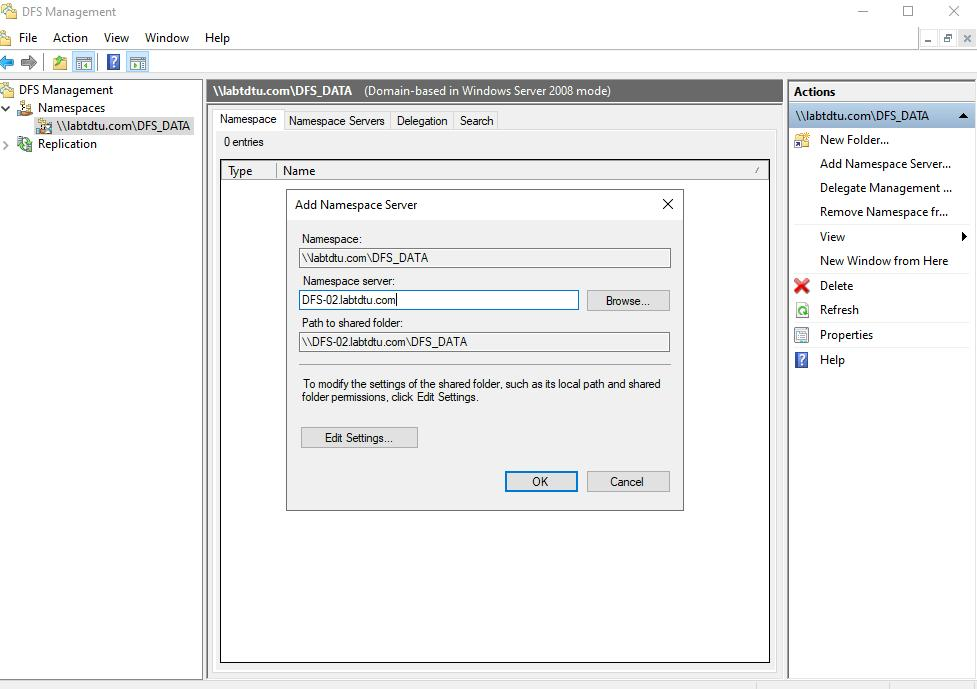 DFS Management
File Action View Window Help
DFS Management
Namespaces
\\labtdtu.com\DFS_DATA
Replication
\\labtdtu.com\DFS_DATA (Domain-based in Windows Server 2008 mode)
Namespace Namespace Servers Delegation Search
0 entries
Type Name
Add Namespace Server
Namespace:
\\labtdtu.com\DFS_DATA
Namespace server:
DFS-02.labtdtu.com
Browse...
Path to shared folder:
\\DFS-02.labtdtu.com\DFS_DATA
To modify the settings of the shared folder, such as its local path and shared
folder permissions, click Edit Settings.
Edit Settings...
OK Cancel
Actions
\\labtdtu.com\DFS_DATA
New Folder...
Add Namespace Server...
Delegate Management ...
Remove Namespace fr...
View
New Window from Here
Delete
Refresh
Properties
Help